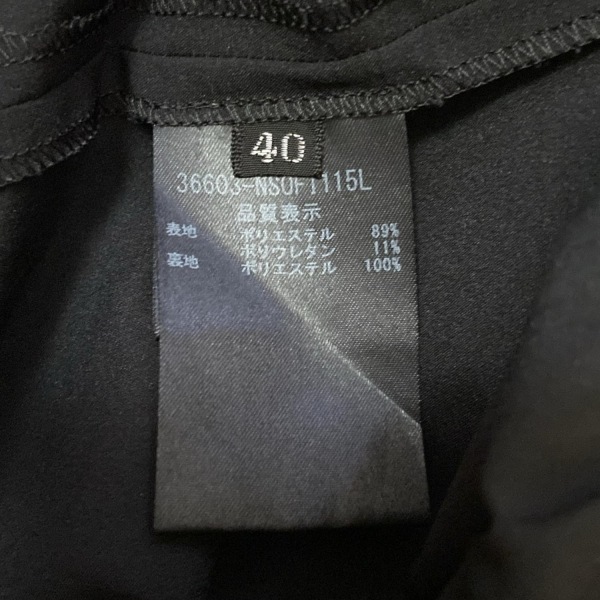 40
36603-NSOF1115L
品質表示
表地 ポリエステル 89%
ポリウレタン 11%
裏地 ポリエステル 100%